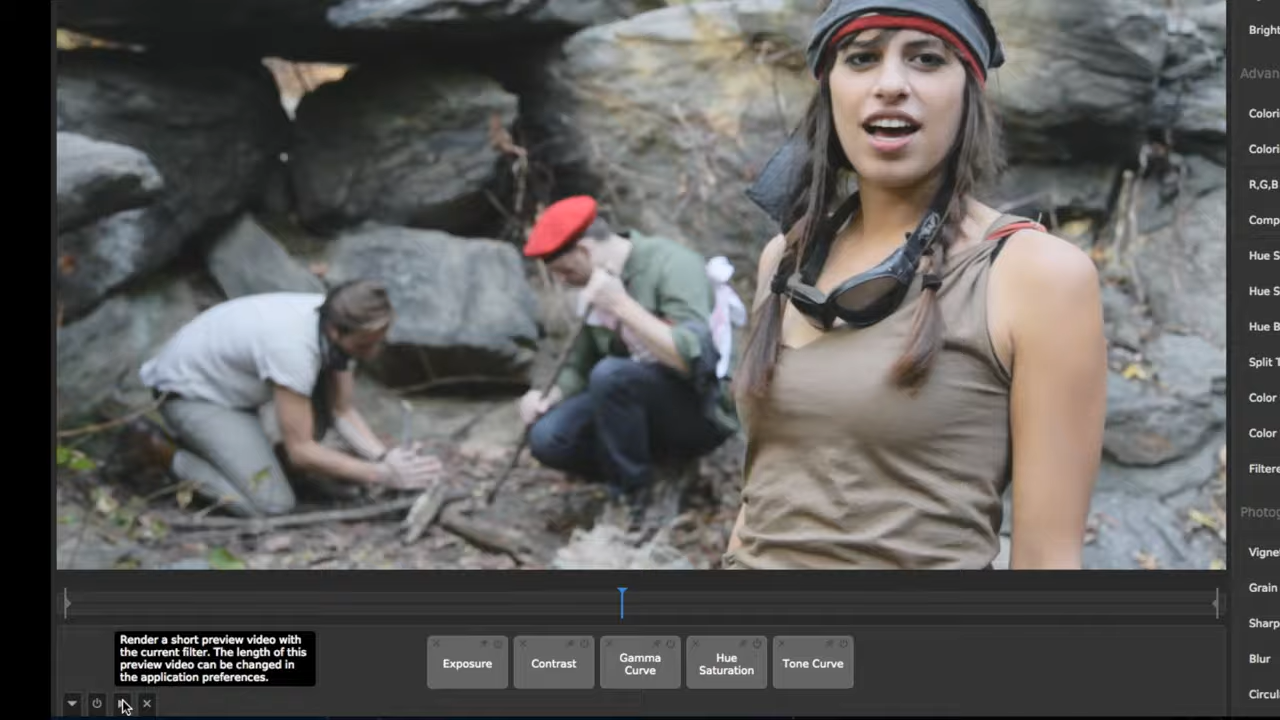 Bright
Advan
Colori
Colori
R,G,B
Comp
Hue S
Hue S
Hue B
Split T
Color
Color
Filtere
Photog
Vignet
Grain
Sharp
Blur
Circul
Render a short preview video with
the current filter. The length of this
preview video can be changed in
the application preferences.
Exposure
Contrast
Gamma
Curve
Hue
Saturation
Tone Curve